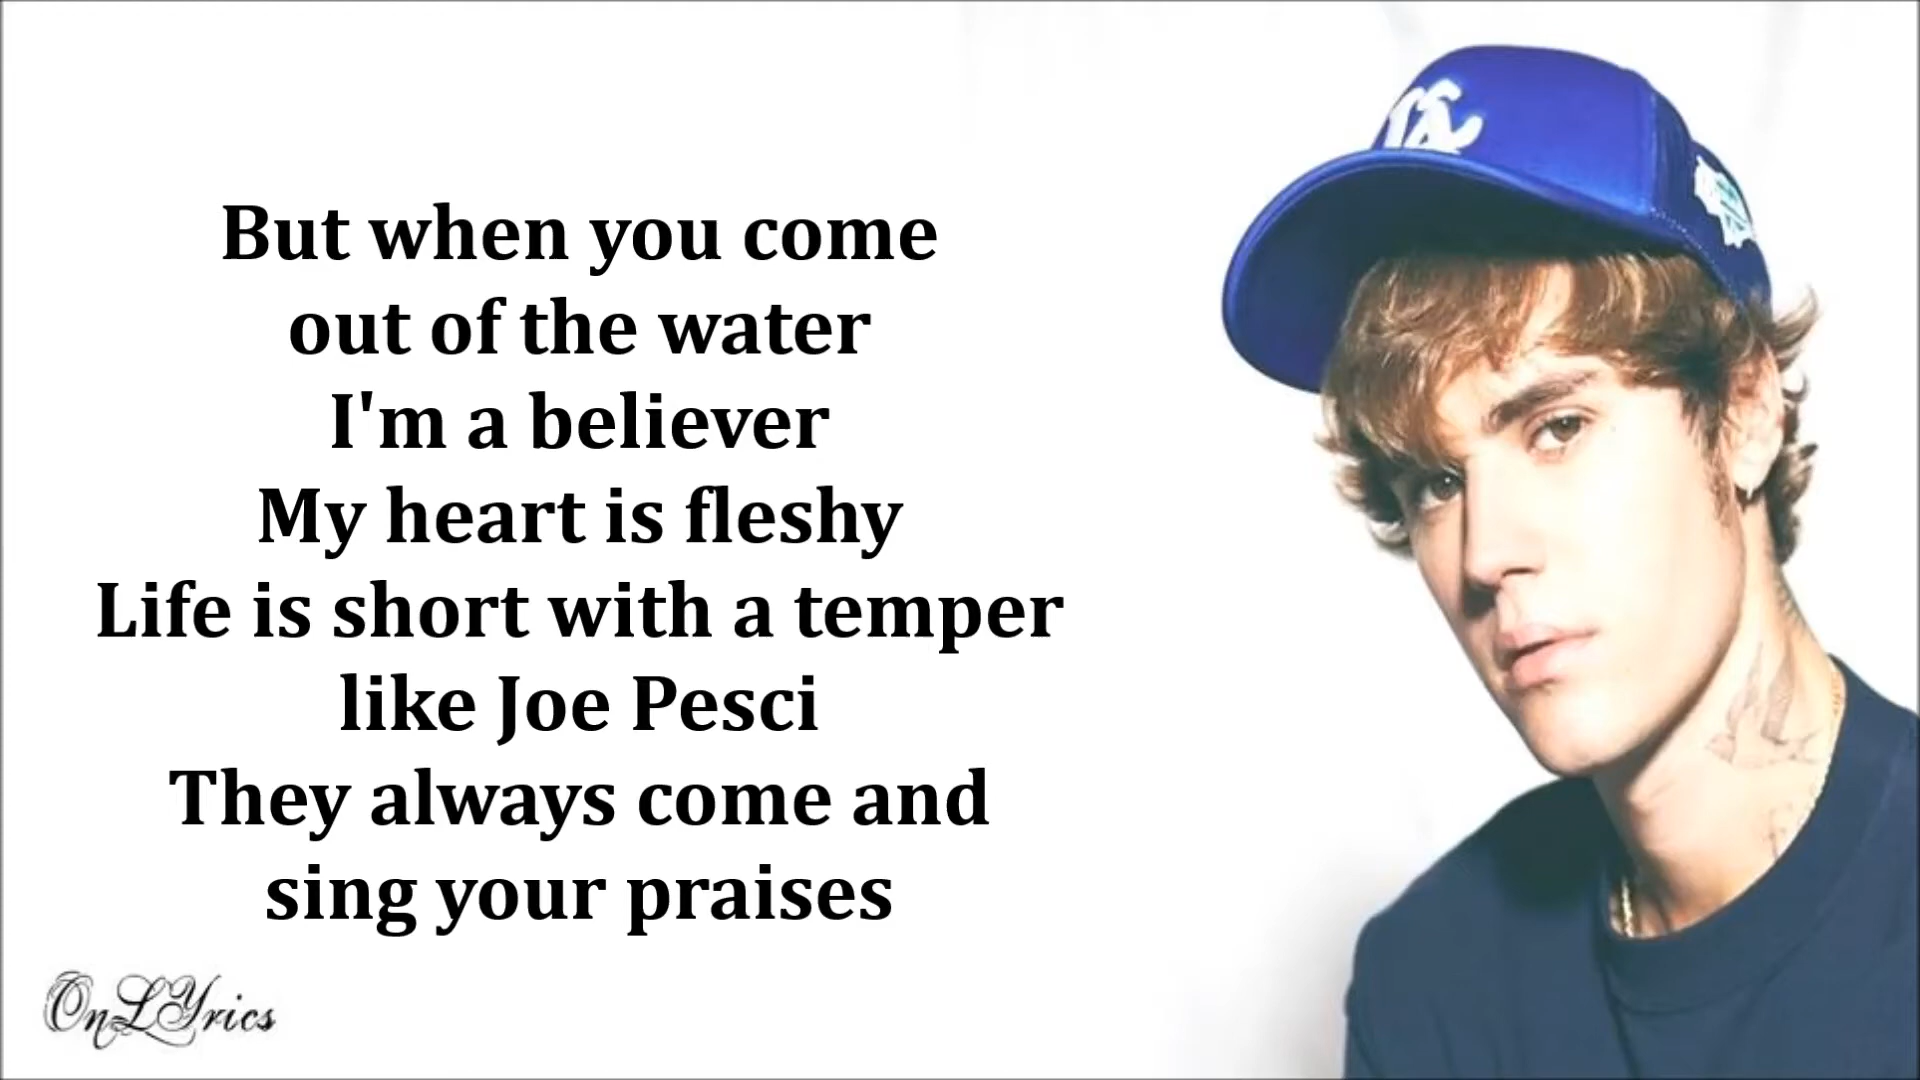 But when you come
out of the water
I'm a believer
My heart is fleshy
Life is short with a temper
like Joe Pesci
They always come and
sing your praises
OnLYrics